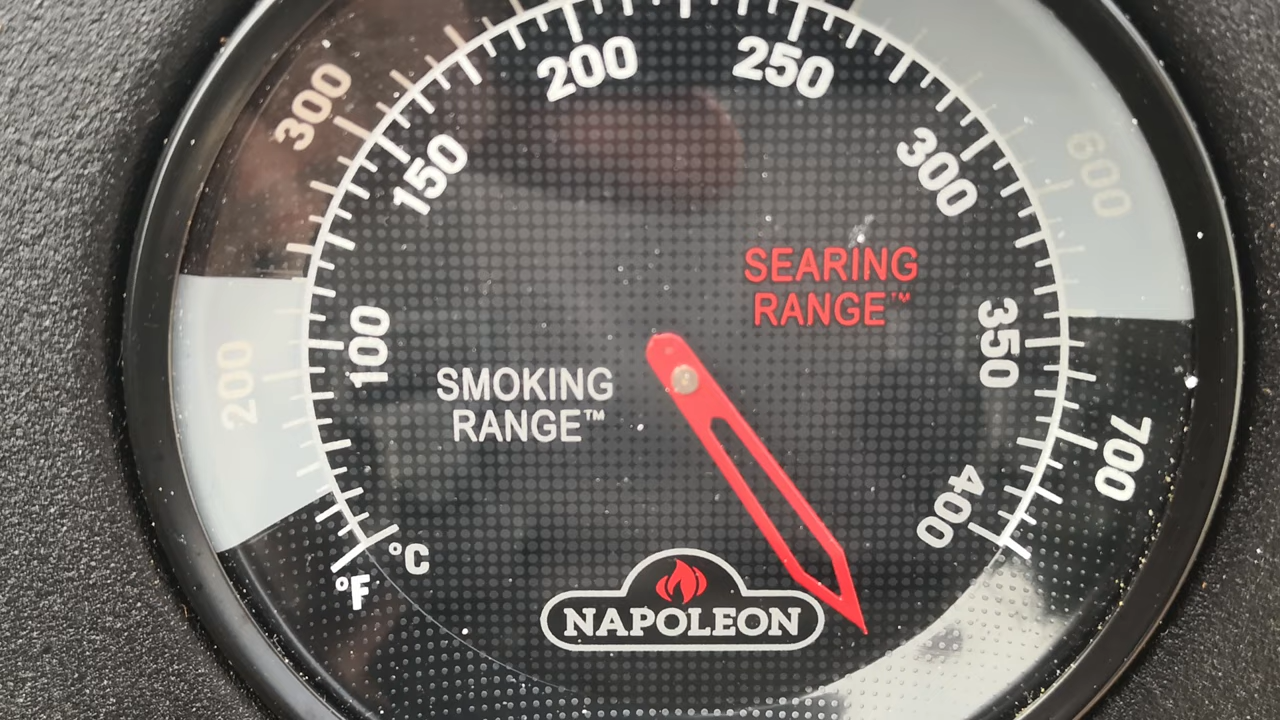 200
250
300
150
300
600
SEARING
RANGE™
100
350
200
SMOKING
RANGE™
700
400
°C
°F
NAPOLEON